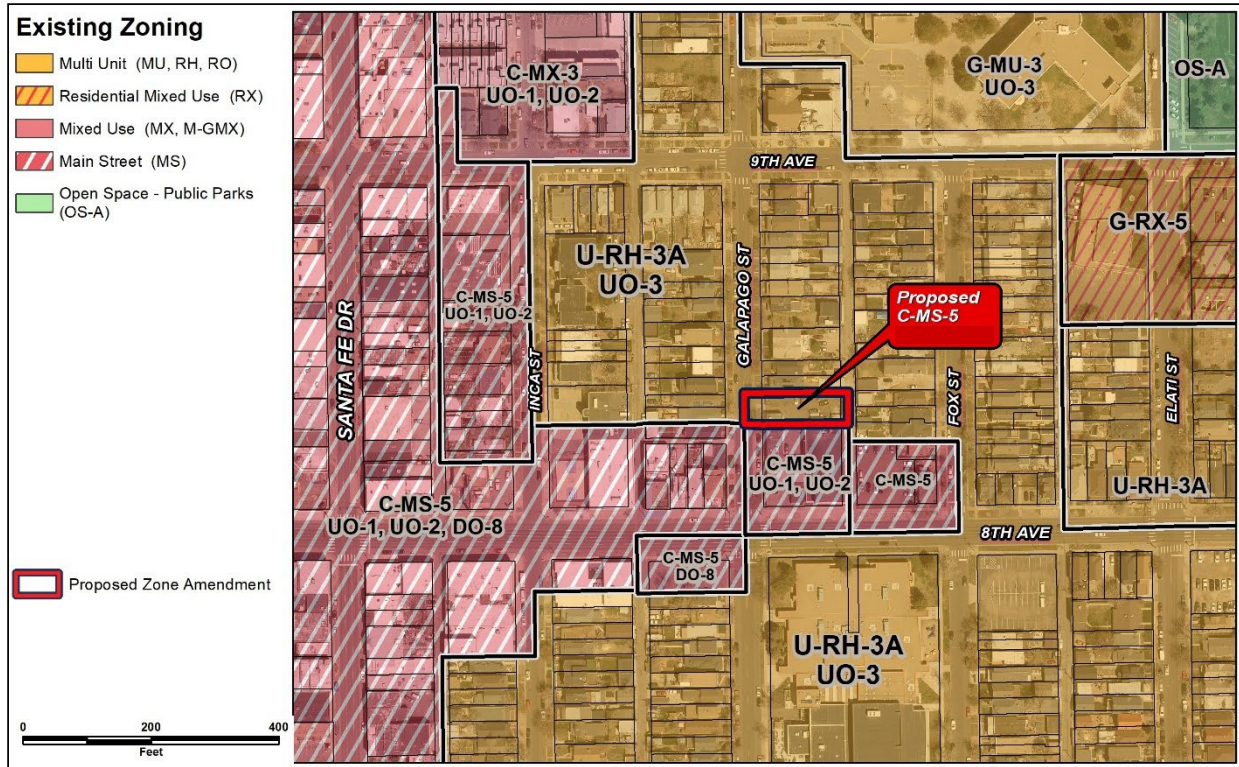 Existing Zoning
Multi Unit (MU, RH, RO)
Residential Mixed Use (RX)
Mixed Use (MX, M-GMX)
Main Street (MS)
Open Space - Public Parks
(OS-A)
Proposed Zone Amendment
0 200 400
Feet
C-MX-3
UO-1, UO-2
G-MU-3
UO-3
OS-A
9TH AVE
G-RX-5
U-RH-3A
UO-3
C-MS-5
UO-1, UO-2
Proposed
C-MS-5
SANTA FE DR
INCA ST
GALAPAGO ST
FOX ST
ELATI ST
C-MS-5
UO-1, UO-2, DO-8
C-MS-5
UO-1, UO-2
C-MS-5
U-RH-3A
8TH AVE
C-MS-5
DO-8
U-RH-3A
UO-3